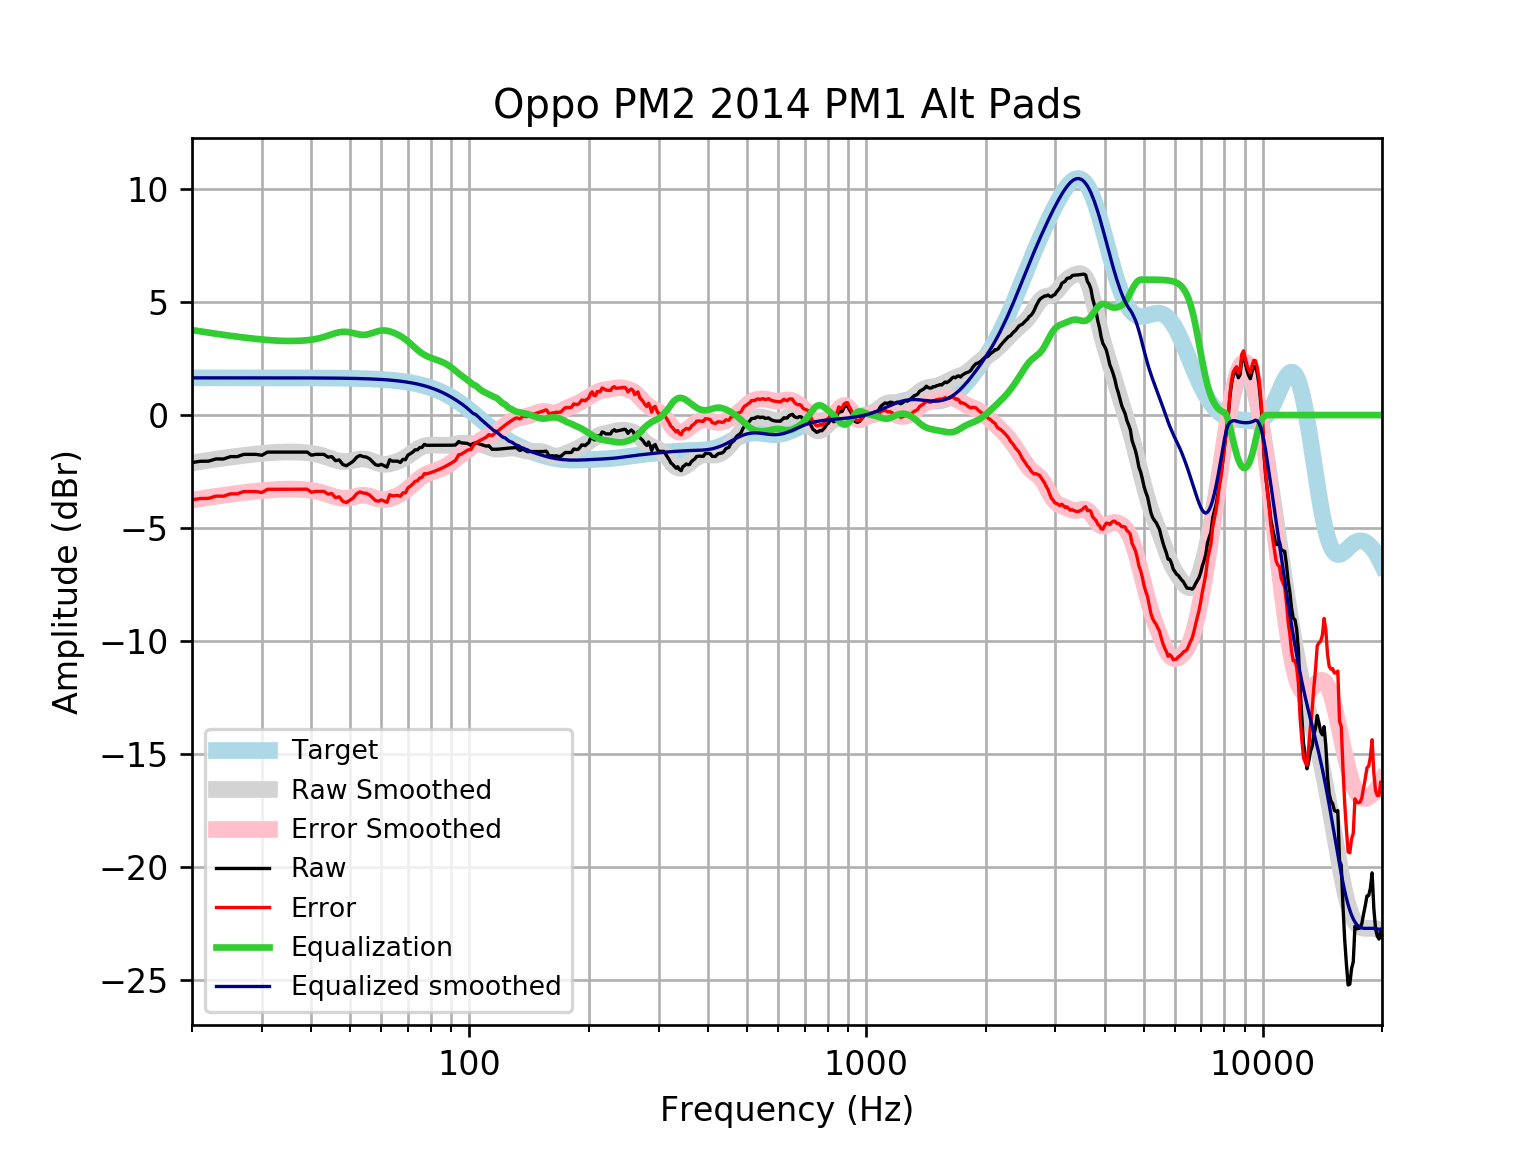 Oppo PM2 2014 PM1 Alt Pads
Amplitude (dBr)
10
5
0
−5
−10
−15
−20
−25
Target
Raw Smoothed
Error Smoothed
Raw
Error
Equalization
Equalized smoothed
100 1000 10000
Frequency (Hz)